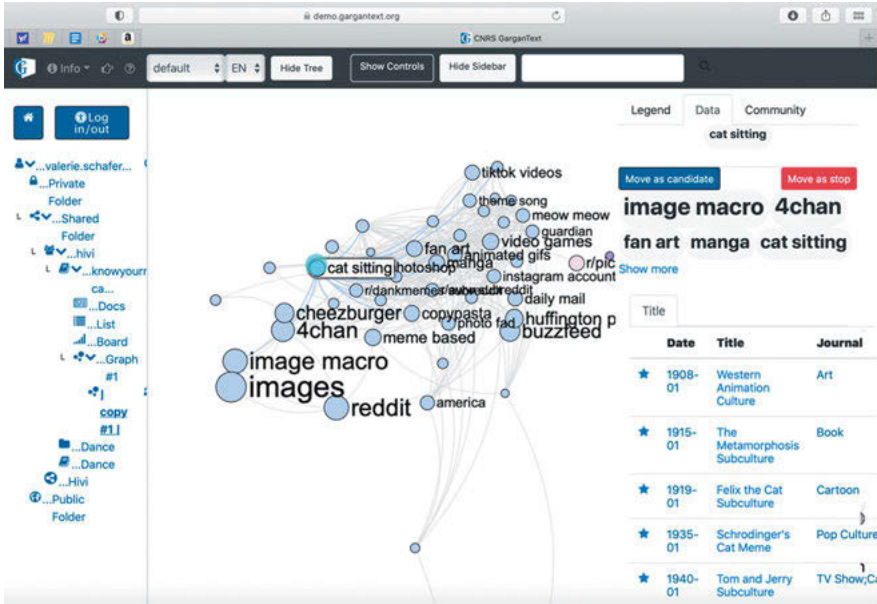 demo.gargantext.org
CNRS GarganText
Info
default
EN
Hide Tree
Show Controls
Hide Sidebar
Log
in/out
...valerie.schafer...
...Private
Folder
...Shared
Folder
...hivi
...knowyourr
ca...
...Docs
...List
...Board
...Graph
#1
copy
#1 |
...Dance
...Dance
...Hivi
...Public
Folder
tiktok videos
theme song
meow meow
guardian
fan art
video games
animated gifs
manga
r/pic
cat sitting
instagram account
daily mail
cheezburger
copypasta
huffington p
4chan
photo fad
buzzfeed
meme based
image macro
images
reddit
america
Legend
Data
Community
cat sitting
Move as candidate
Move as stop
image macro 4chan
fan art manga cat sitting
Show more
Title
Date Title Journal
1908-
01
Western
Animation
Culture
Art
1915-
01
The
Metamorphosis
Subculture
Book
1919-
01
Felix the Cat
Subculture
Cartoon
1935-
01
Schrodinger's
Cat Meme
Pop Culture
1940-
01
Tom and Jerry
Subculture
TV Show;Ca